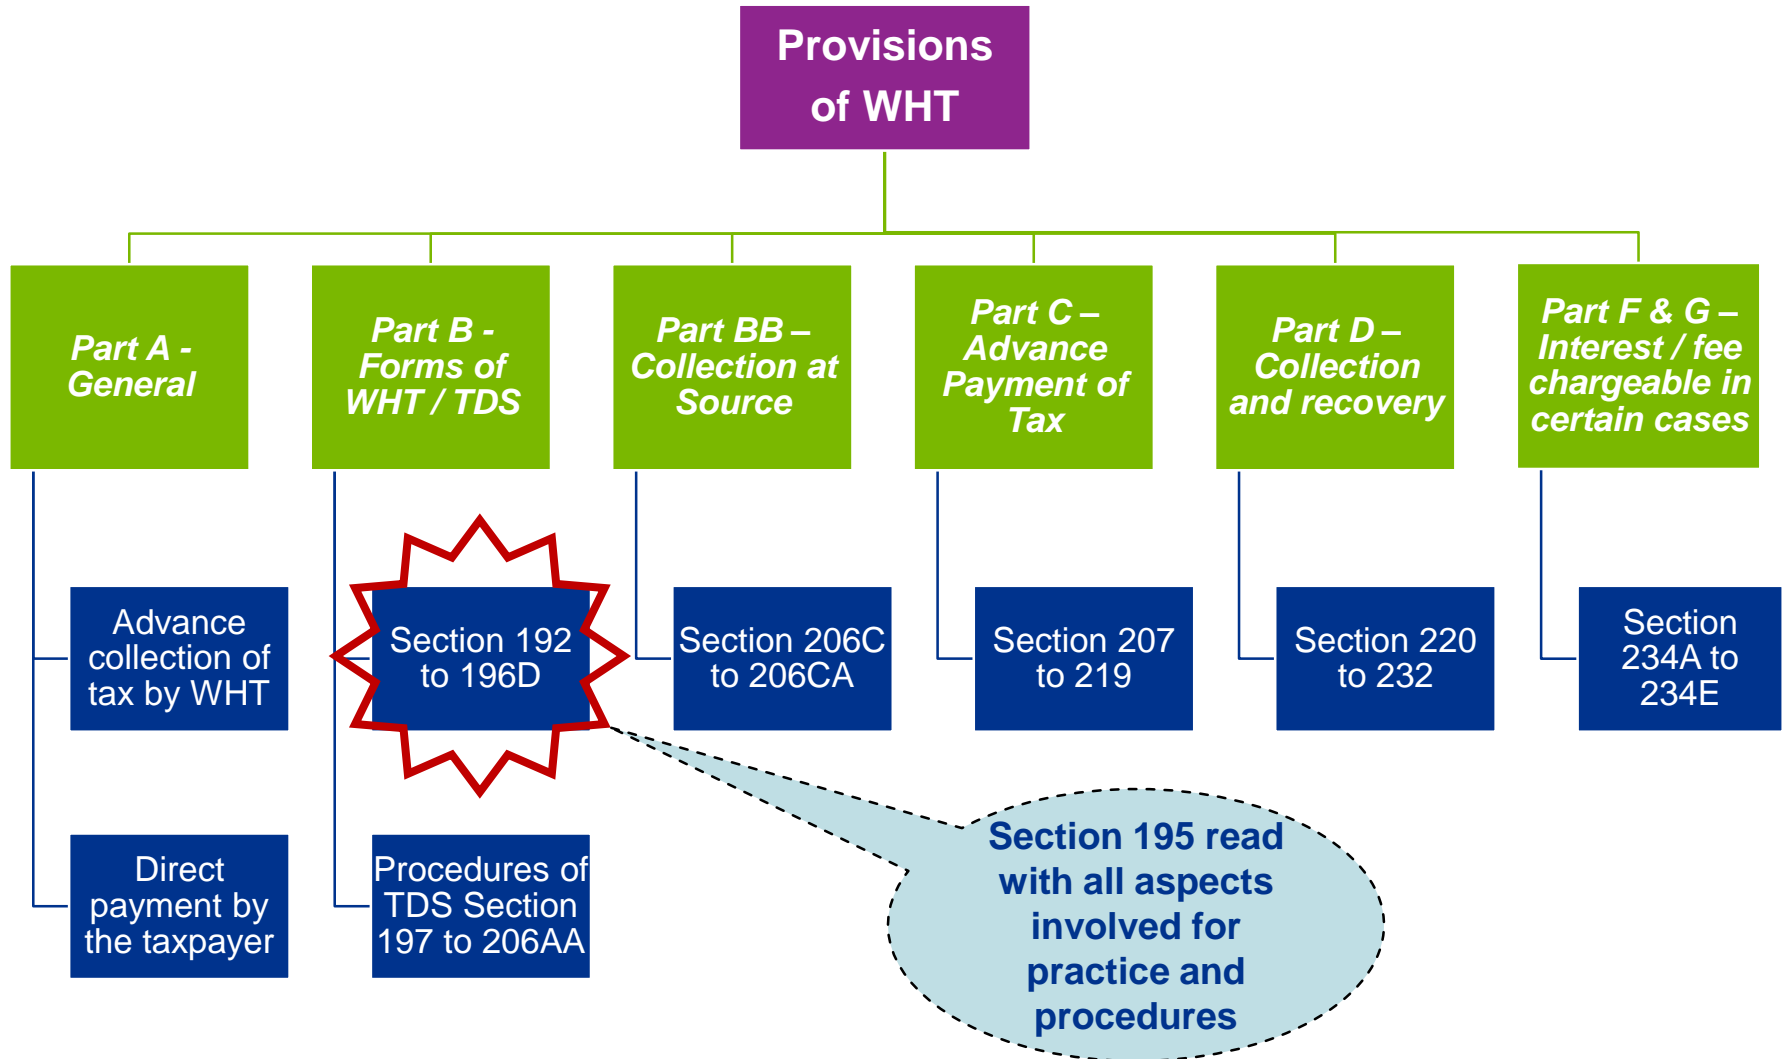 Provisions
of WHT
Part A -
General
Part B -
Forms of
WHT / TDS
Part BB –
Collection at
Source
Part C –
Advance
Payment of
Tax
Part D –
Collection
and recovery
Part F & G –
Interest / fee
chargeable in
certain cases
Advance
collection of
tax by WHT
Section 192
to 196D
Section 206C
to 206CA
Section 207
to 219
Section 220
to 232
Section
234A to
234E
Direct
payment by
the taxpayer
Procedures of
TDS Section
197 to 206AA
Section 195 read
with all aspects
involved for
practice and
procedures